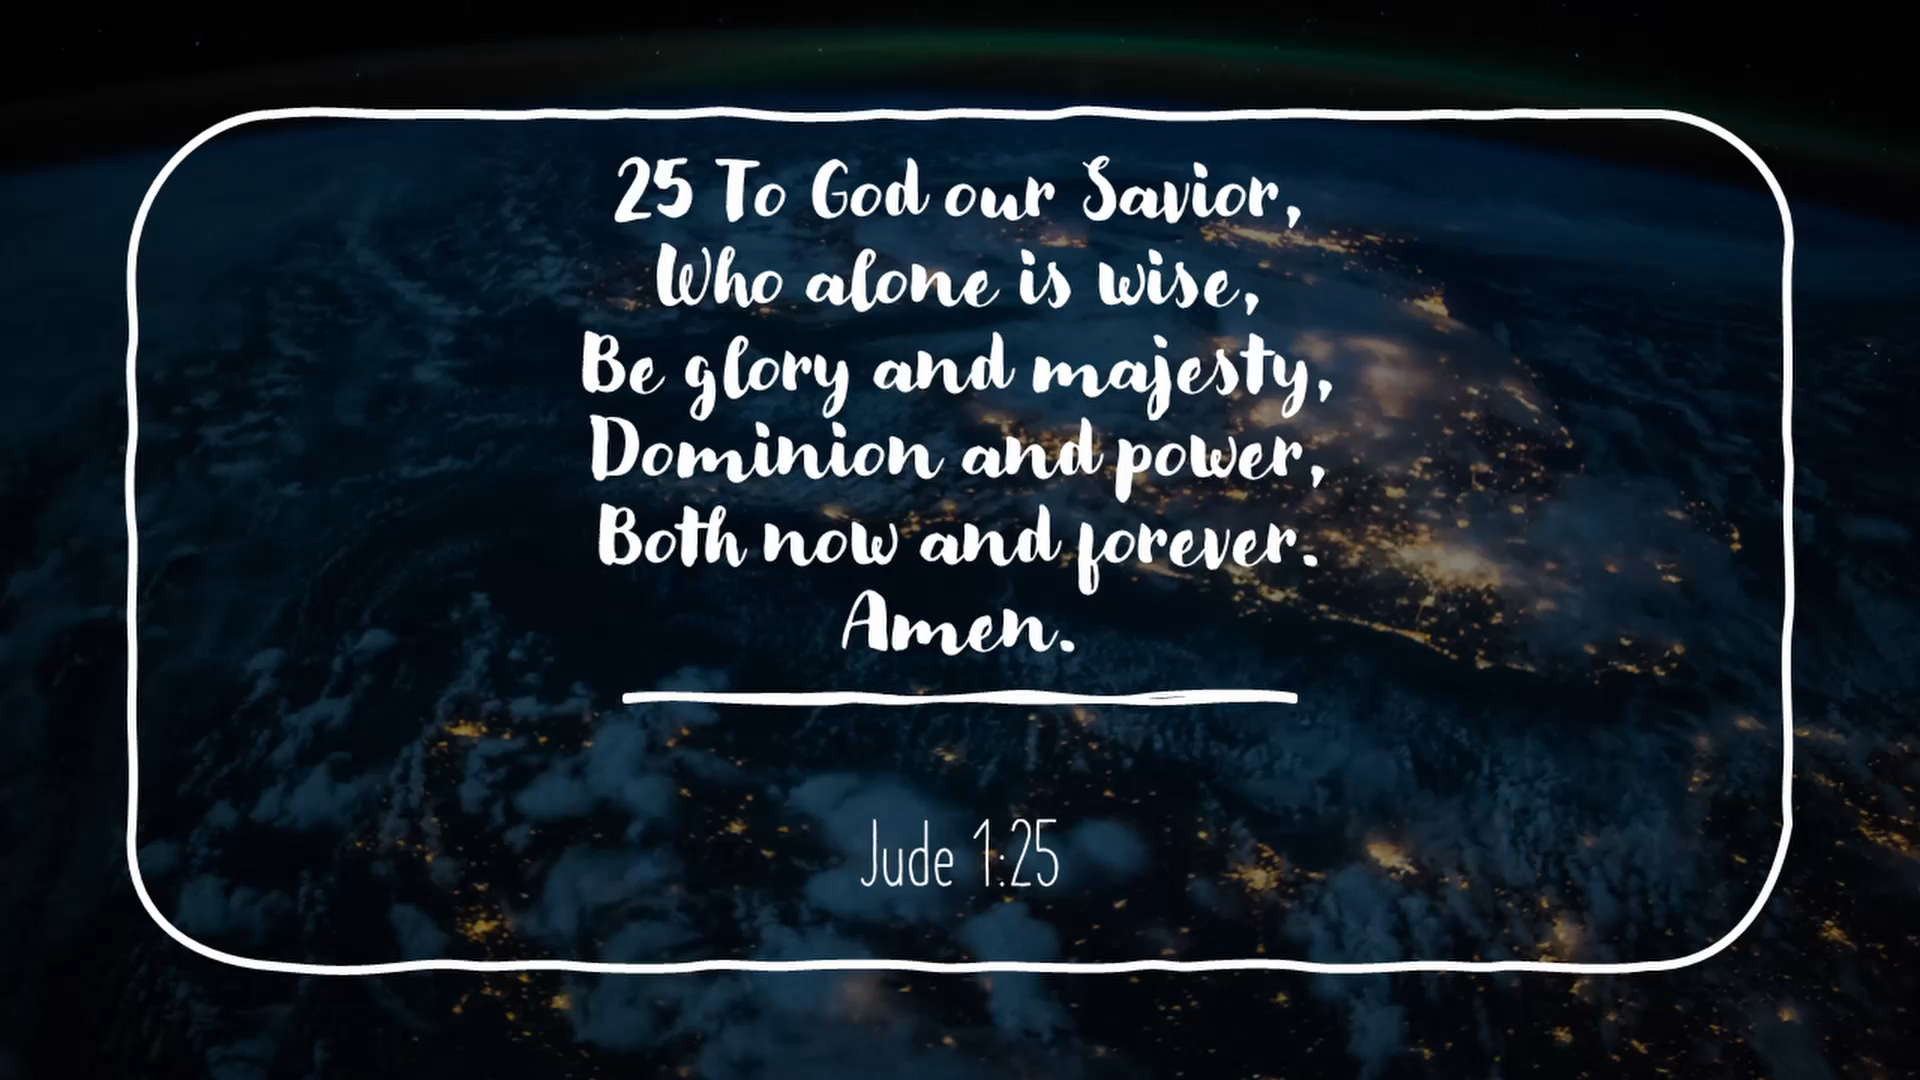 25 To God our Savior,
Who alone is wise,
Be glory and majesty,
Dominion and power,
Both now and forever.
Amen.
Jude 1:25